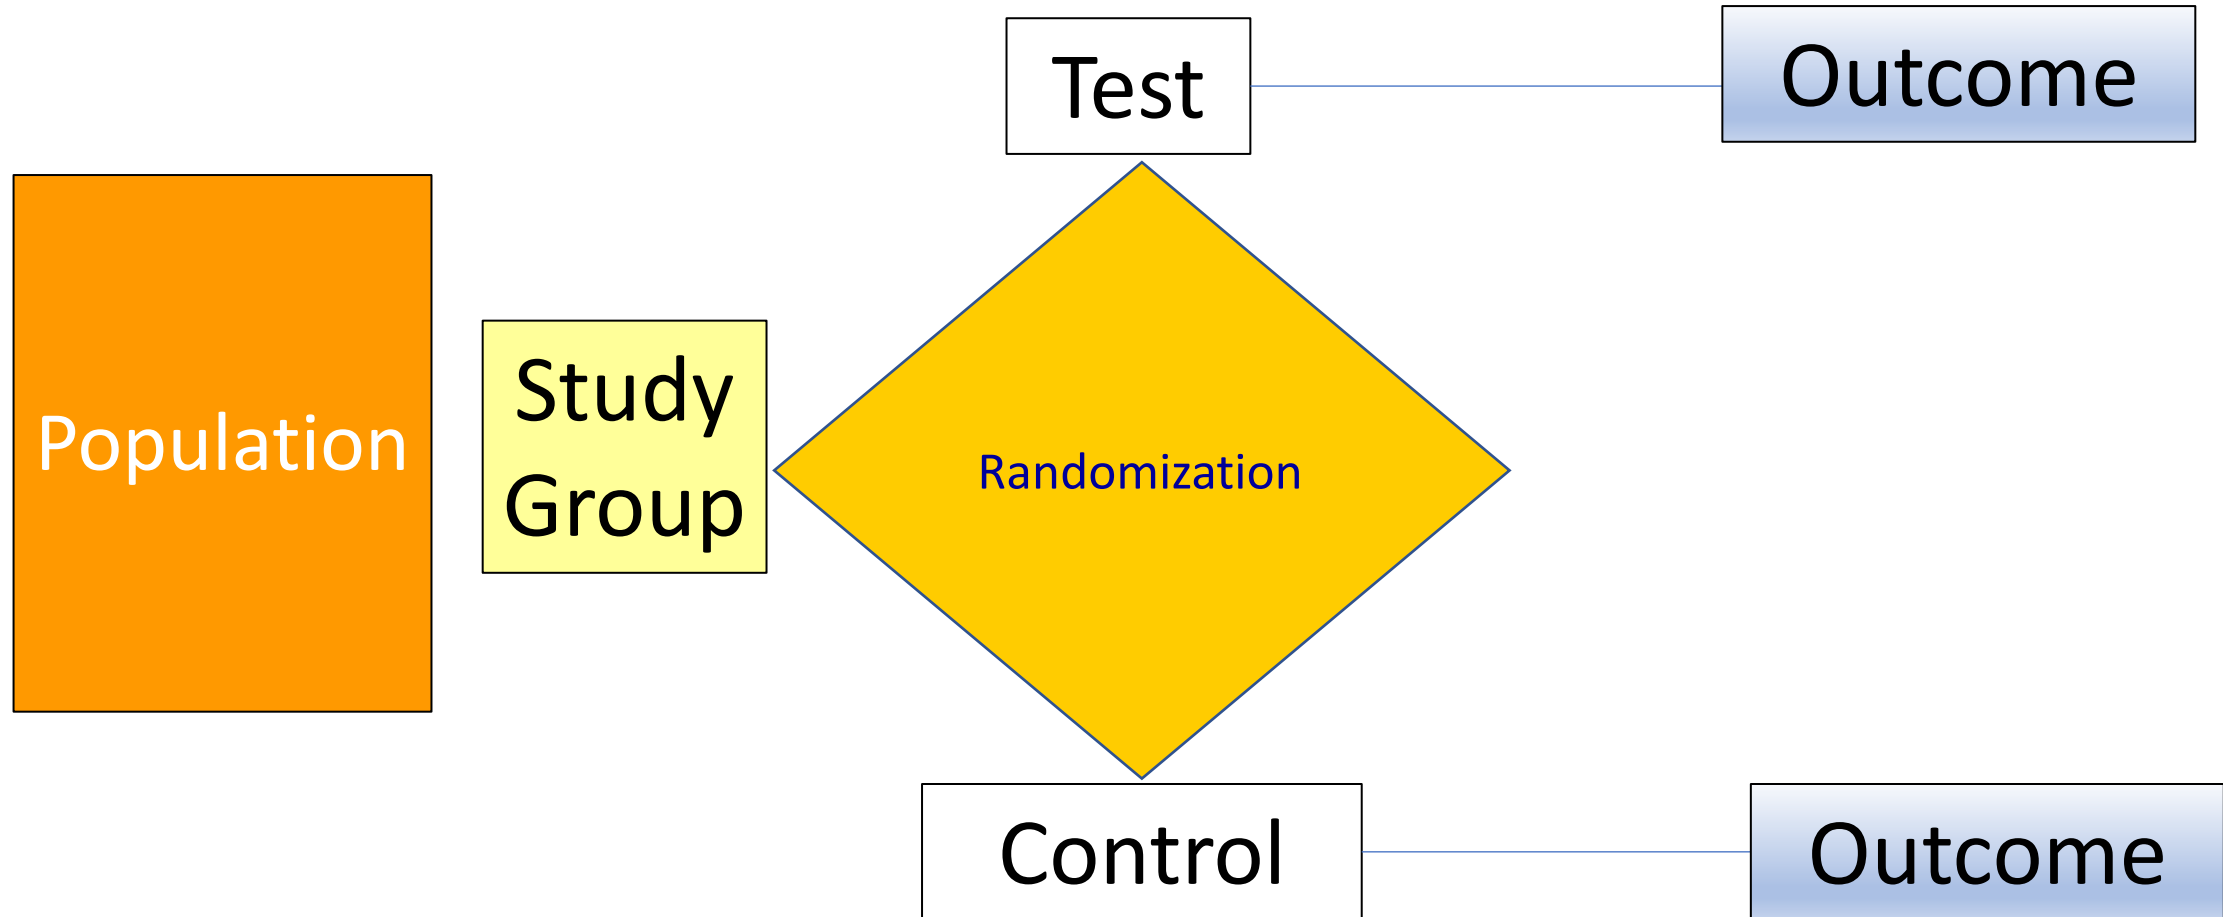 Population
Study
Group
Randomization
Test
Outcome
Control
Outcome